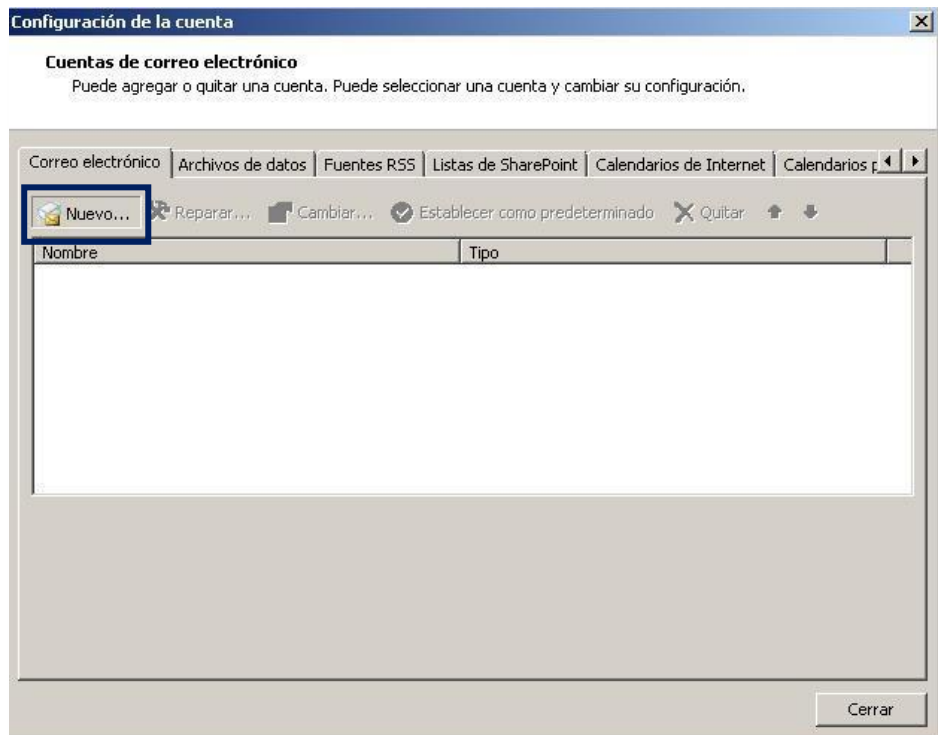 Configuración de la cuenta
Cuentas de correo electrónico
Puede agregar o quitar una cuenta. Puede seleccionar una cuenta y cambiar su configuración.
Correo electrónico Archivos de datos Fuentes RSS Listas de SharePoint Calendarios de Internet Calendarios
Nuevo... Reparar... Cambiar... Establecer como predeterminado Quitar
Nombre Tipo
Cerrar